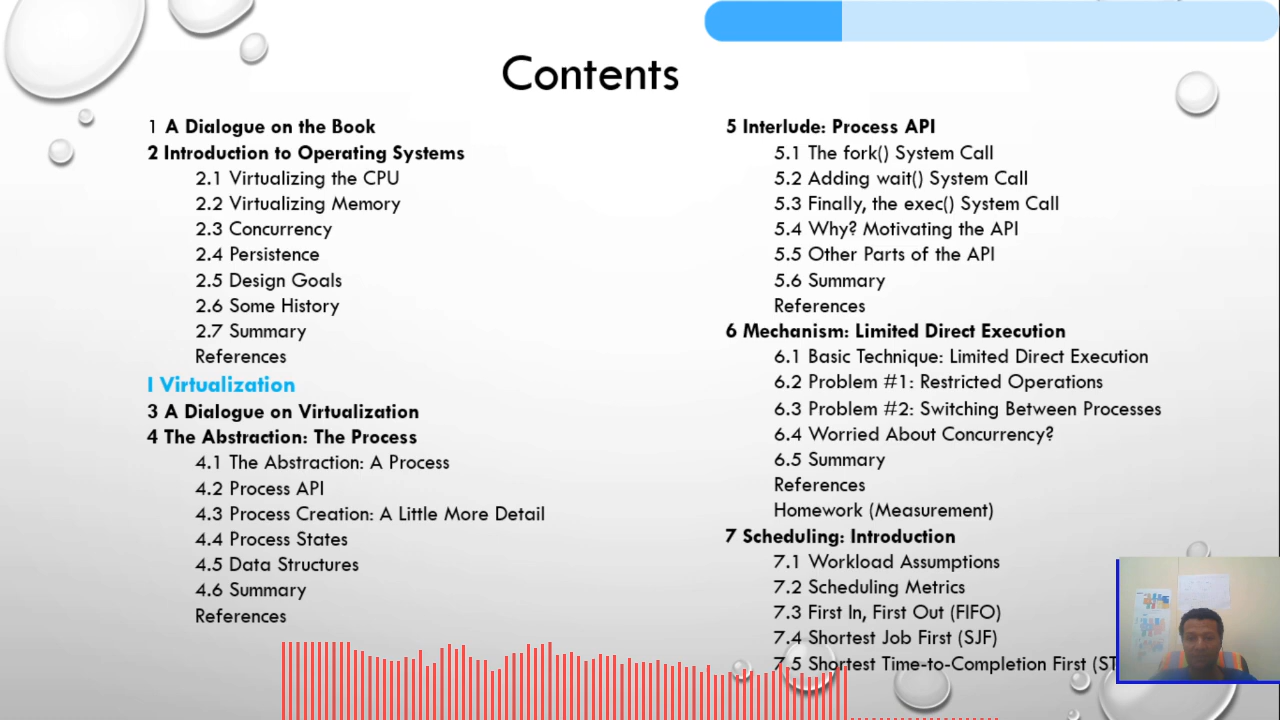 Contents
1 A Dialogue on the Book
2 Introduction to Operating Systems
2.1 Virtualizing the CPU
2.2 Virtualizing Memory
2.3 Concurrency
2.4 Persistence
2.5 Design Goals
2.6 Some History
2.7 Summary
References
I Virtualization
3 A Dialogue on Virtualization
4 The Abstraction: The Process
4.1 The Abstraction: A Process
4.2 Process API
4.3 Process Creation: A Little More Detail
4.4 Process States
4.5 Data Structures
4.6 Summary
References
5 Interlude: Process API
5.1 The fork() System Call
5.2 Adding wait() System Call
5.3 Finally, the exec() System Call
5.4 Why? Motivating the API
5.5 Other Parts of the API
5.6 Summary
References
6 Mechanism: Limited Direct Execution
6.1 Basic Technique: Limited Direct Execution
6.2 Problem #1: Restricted Operations
6.3 Problem #2: Switching Between Processes
6.4 Worried About Concurrency?
6.5 Summary
References
Homework (Measurement)
7 Scheduling: Introduction
7.1 Workload Assumptions
7.2 Scheduling Metrics
7.3 First In, First Out (FIFO)
7.4 Shortest Job First (SJF)
7.5 Shortest Time-to-Completion First (ST